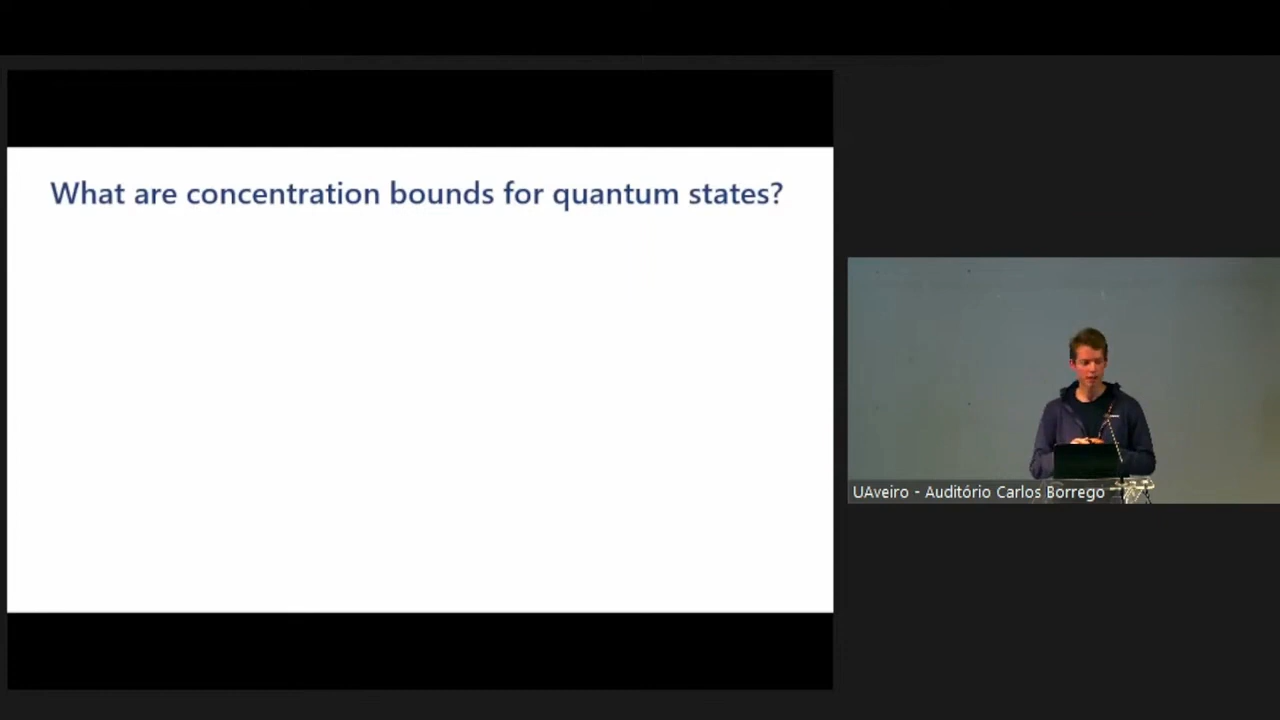 What are concentration bounds for quantum states?
UAveiro - Auditório Carlos Borrego